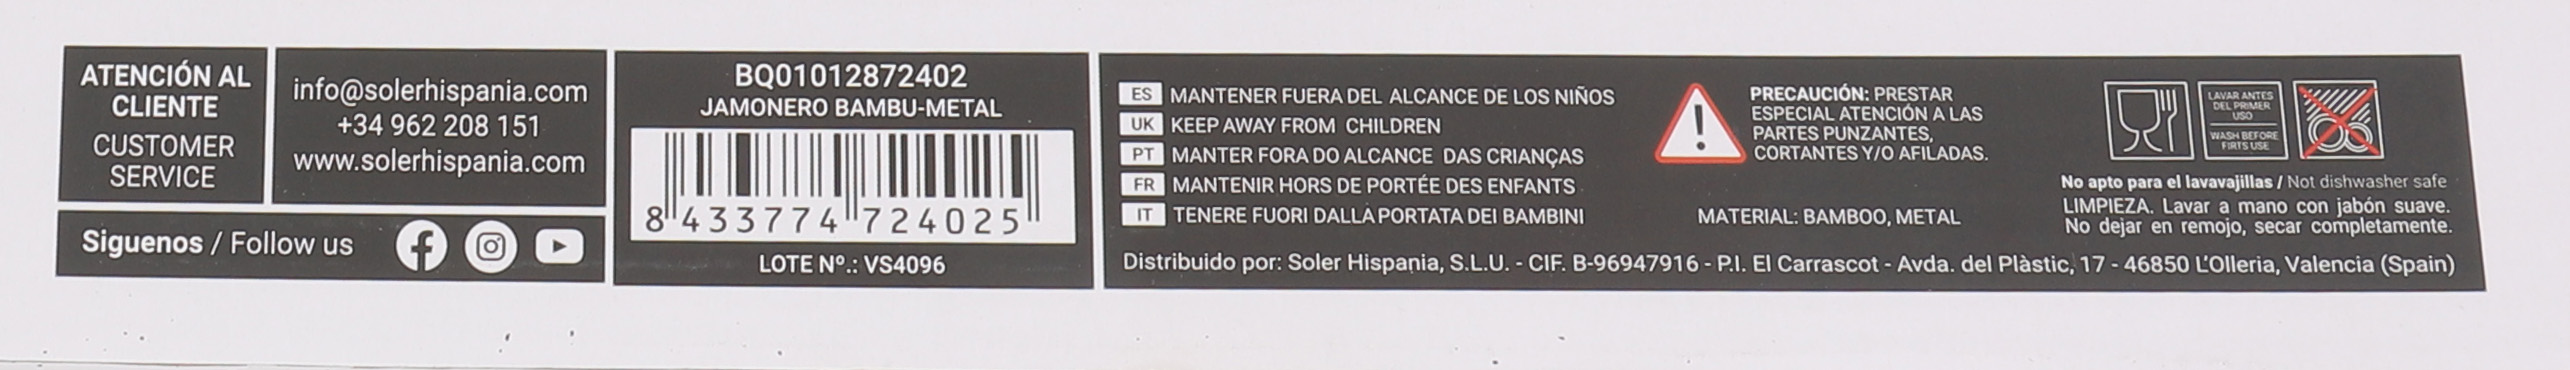 ATENCIÓN AL
CLIENTE
CUSTOMER
SERVICE
info@solerhispania.com
+34 962 208 151
www.solerhispania.com
Siguenos / Follow us
BQ01012872402
JAMONERO BAMBU-METAL
8 433774 724025
LOTE Nº.: VS4096
ES MANTENER FUERA DEL ALCANCE DE LOS NIÑOS
UK KEEP AWAY FROM CHILDREN
PT MANTER FORA DO ALCANCE DAS CRIANÇAS
FR MANTENIR HORS DE PORTÉE DES ENFANTS
IT TENERE FUORI DALLA PORTATA DEI BAMBINI
PRECAUCIÓN: PRESTAR
ESPECIAL ATENCIÓN A LAS
PARTES PUNZANTES,
CORTANTES Y/O AFILADAS.
MATERIAL: BAMBOO, METAL
LAVAR ANTES
DEL PRIMER
USO
WASH BEFORE
FIRTS USE
No apto para el lavavajillas / Not dishwasher safe
LIMPIEZA. Lavar a mano con jabón suave.
No dejar en remojo, secar completamente.
Distribuido por: Soler Hispania, S.L.U. - CIF. B-96947916 - P.I. El Carrascot - Avda. del Plàstic, 17 - 46850 L'Olleria, Valencia (Spain)